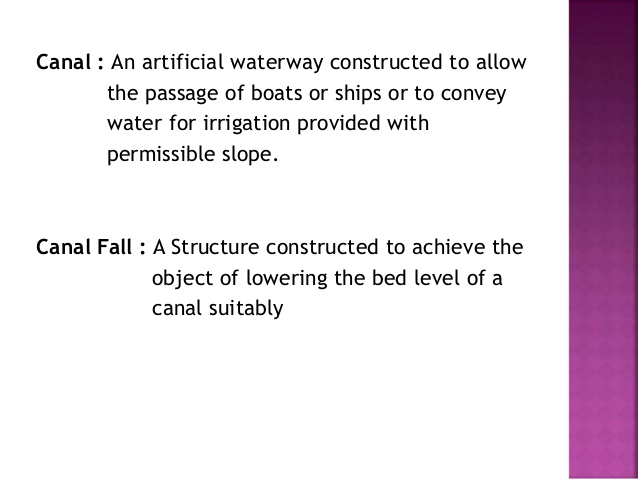 Canal : An artificial waterway constructed to allow
the passage of boats or ships or to convey
water for irrigation provided with
permissible slope.
Canal Fall : A Structure constructed to achieve the
object of lowering the bed level of a
canal suitably